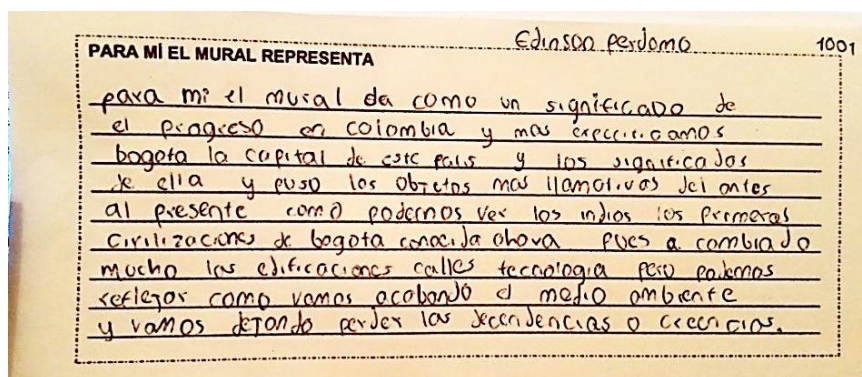 Edinson perdomo 1001
PARA MÍ EL MURAL REPRESENTA
para mi el mural da como un significado de
el progreso en colombia y mas expecificamos
bogota la capital de este pais y los significados
de ella y puso los objetos mas llamativos del antes
al presente como podemos ver los indios los primeras
civilizaciones de bogota conocida ahora pues a cambiado
mucho las edificaciones calles tecnologia pero podemos
reflejar como vamos acabando el medio ambiente
y vamos dejando perder las decendencias o creencias.